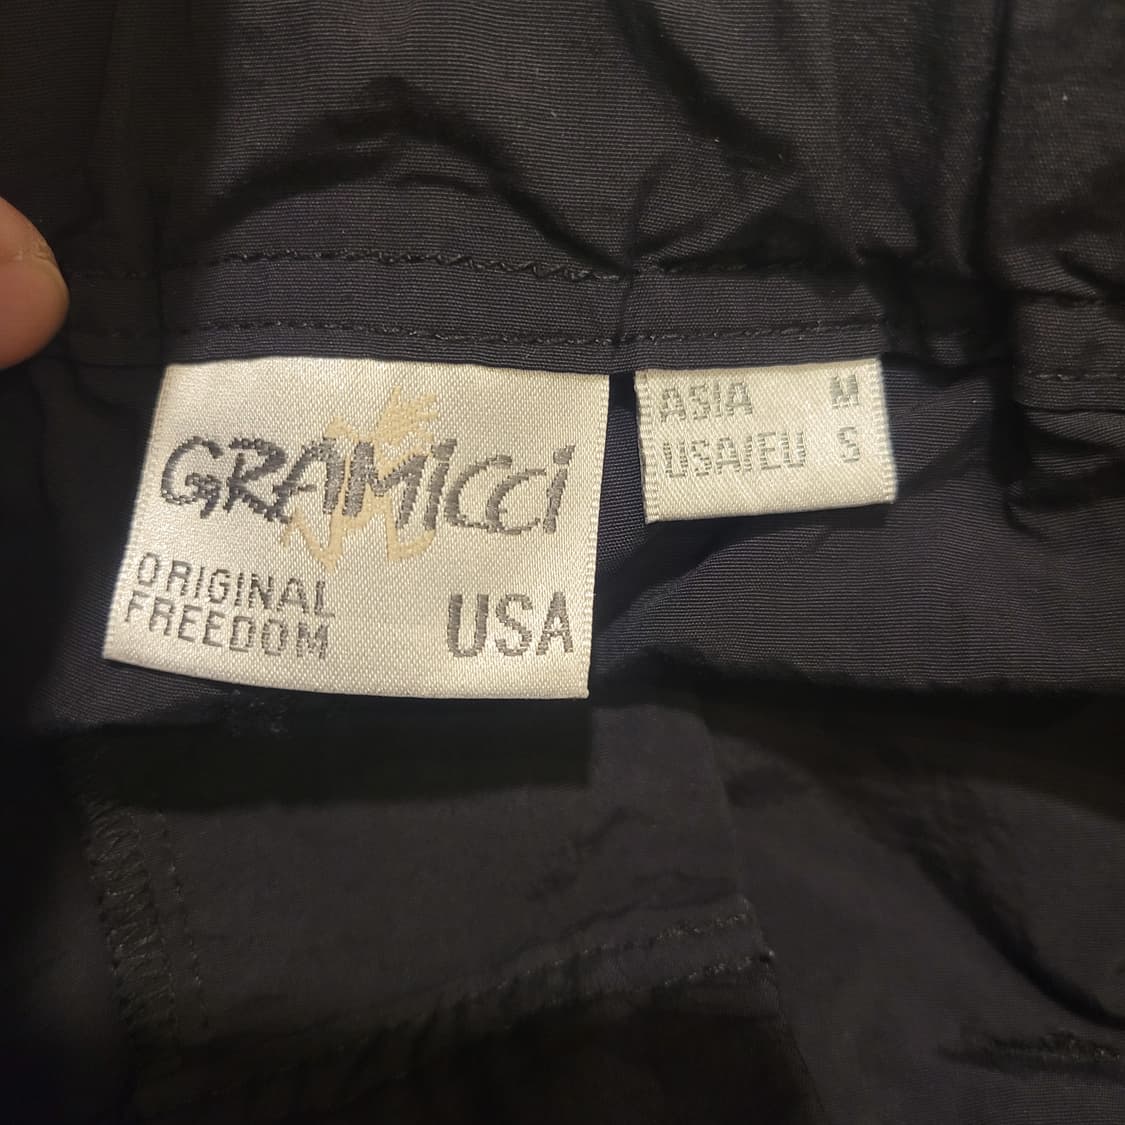 GRAMICCI
ORIGINAL
FREEDOM
USA
ASIA M
USA/EU S